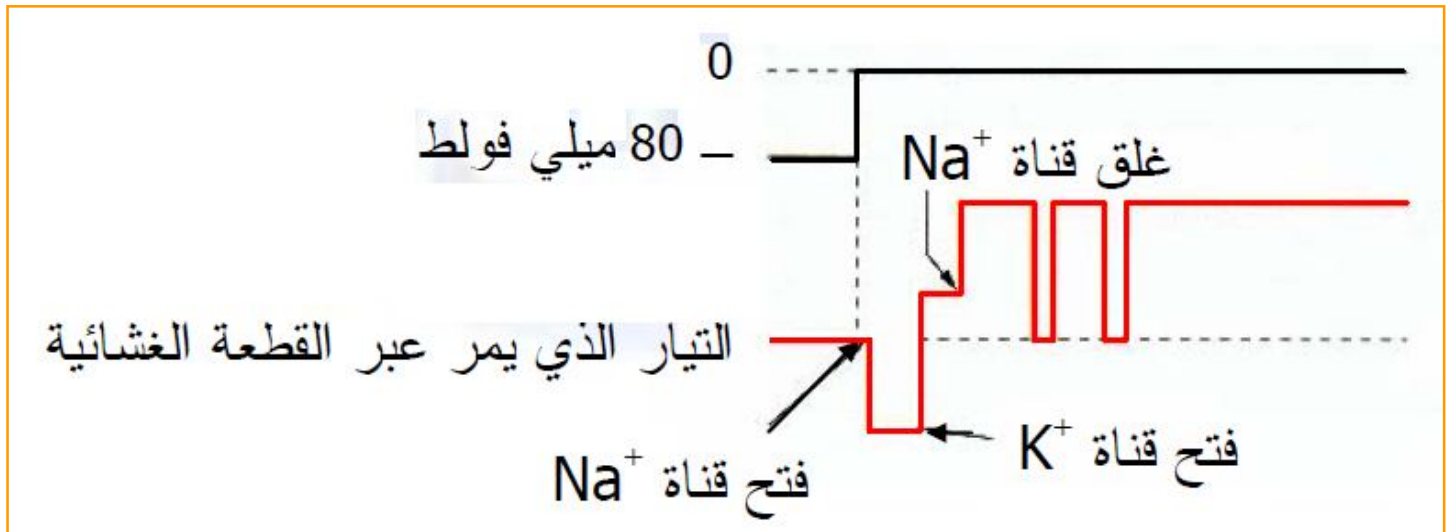 0
– 80 ميلي فولط
غلق قناة Na⁺
التيار الذي يمر عبر القطعة الغشائية
فتح قناة K⁺
فتح قناة Na⁺